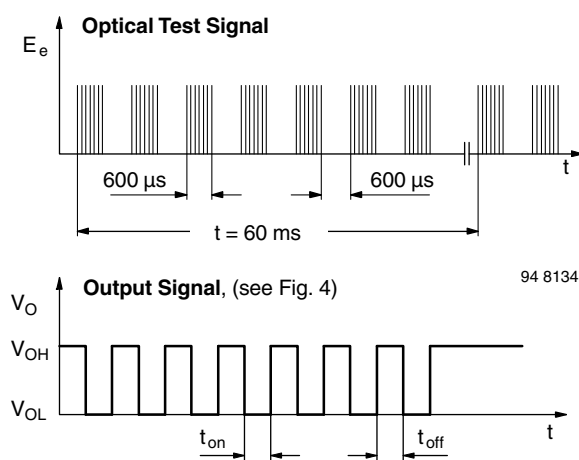 Optical Test Signal
Ee
t
600 µs
600 µs
t = 60 ms
94 8134
Output Signal, (see Fig. 4)
VO
VOH
VOL
t
ton
toff